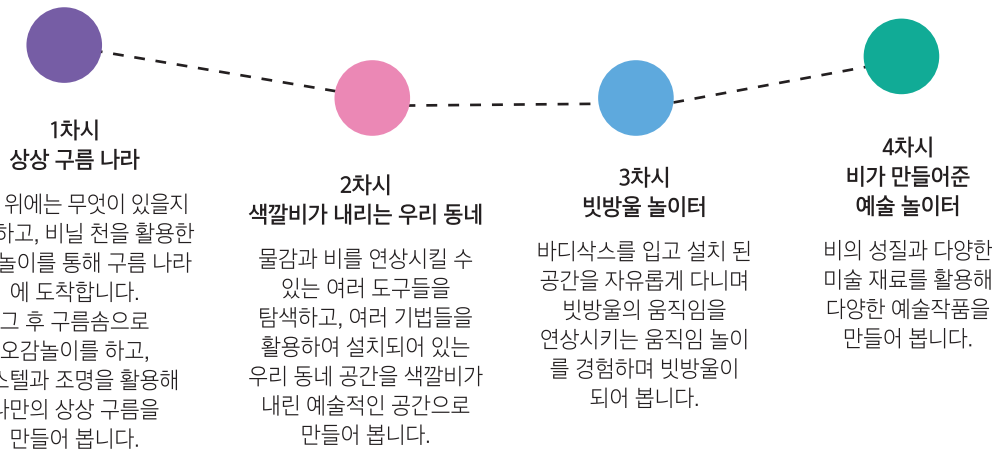 1차시
상상 구름 나라
위에는 무엇이 있을지
하고, 비닐 천을 활용한
놀이를 통해 구름 나라
에 도착합니다.
그 후 구름솜으로
오감놀이를 하고,
조명을 활용해
상상 구름을
만들어 봅니다.
2차시
색깔비가 내리는 우리 동네
물감과 비를 연상시킬 수
있는 여러 도구들을
탐색하고, 여러 기법들을
활용하여 설치되어 있는
우리 동네 공간을 색깔비가
내린 예술적인 공간으로
만들어 봅니다.
3차시
빗방울 놀이터
바디삭스를 입고 설치 된
공간을 자유롭게 다니며
빗방울의 움직임을
연상시키는 움직임 놀이
를 경험하며 빗방울이
되어 봅니다.
4차시
비가 만들어준
예술 놀이터
비의 성질과 다양한
미술 재료를 활용해
다양한 예술작품을
만들어 봅니다.